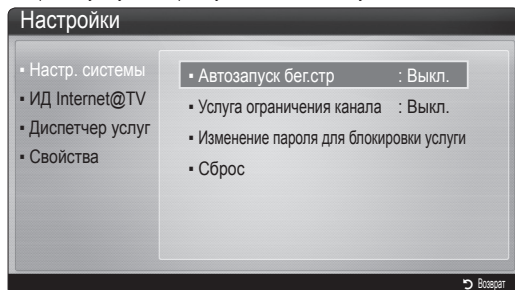 Настройки
▪ Настр. системы
▪ ИД Internet@TV
▪ Диспетчер услуг
▪ Свойства
▪ Автозапуск бег.стр : Выкл.
▪ Услуга ограничения канала : Выкл.
▪ Изменение пароля для блокировки услуги
▪ Сброс
Возврат